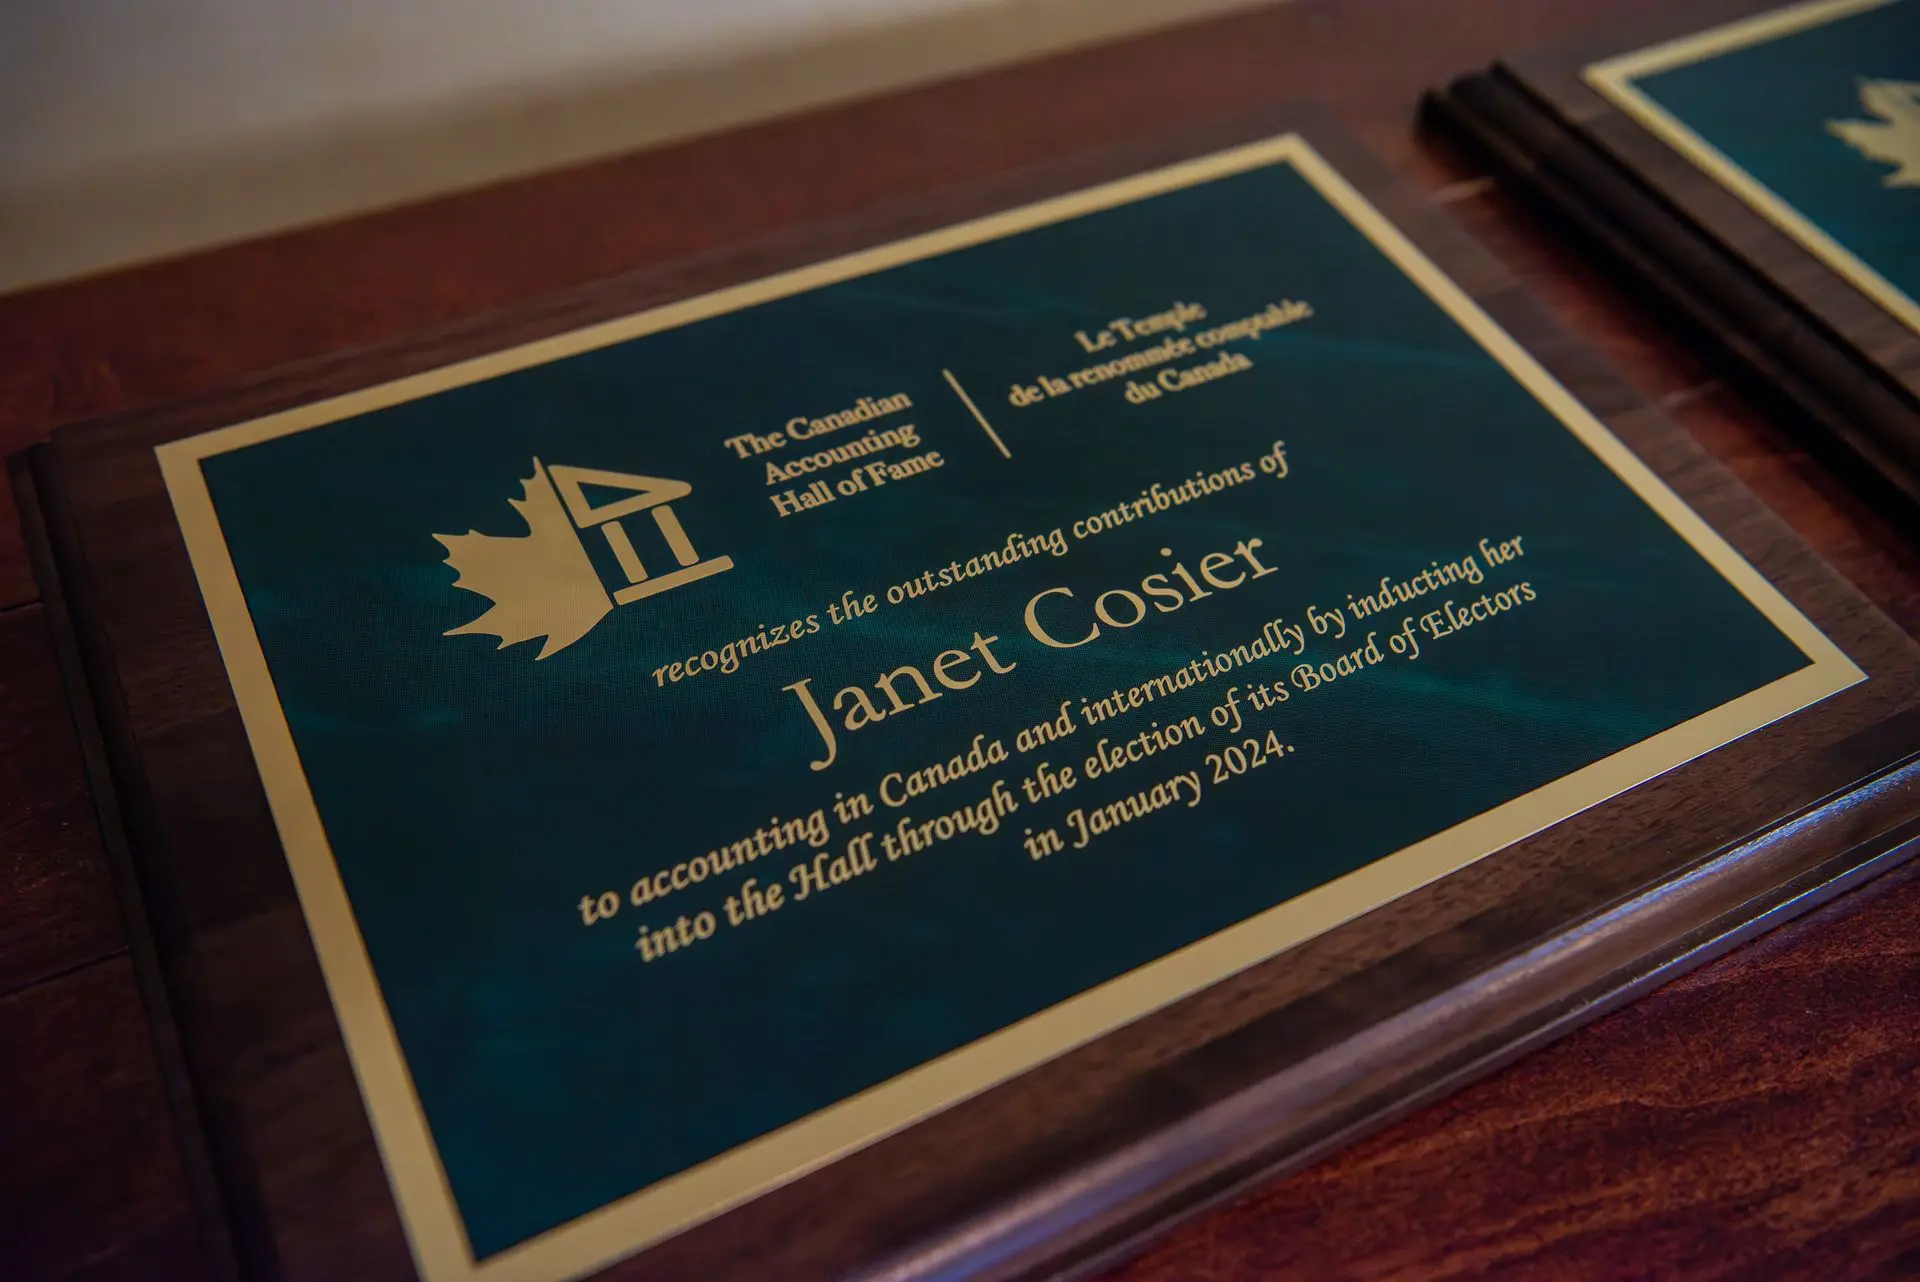 The Canadian
Accounting
Hall of Fame
Le Temple
de la renommée comptable
du Canada
recognizes the outstanding contributions of
Janet Cosier
to accounting in Canada and internationally by inducting her
into the Hall through the election of its Board of Electors
in January 2024.